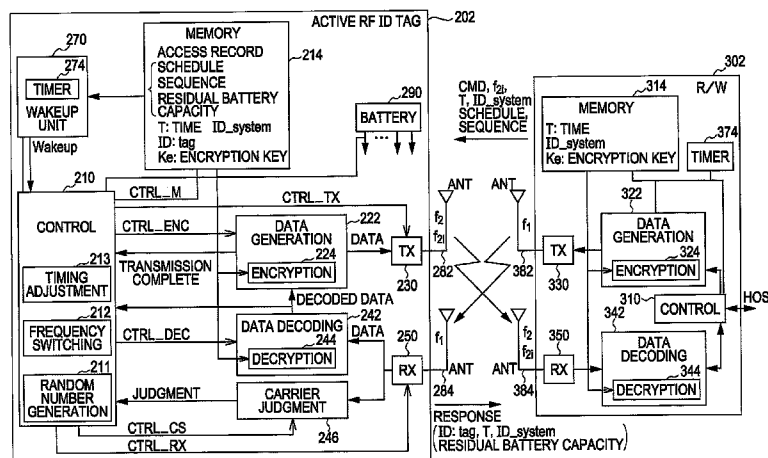 ACTIVE RF ID TAG
202
270
274
TIMER
WAKEUP
UNIT
Wakeup
MEMORY
ACCESS RECORD
SCHEDULE
SEQUENCE
RESIDUAL BATTERY
CAPACITY
T: TIME ID_system
ID: tag
Ke: ENCRYPTION KEY
214
290
BATTERY
...
210
CONTROL
CTRL_M
CTRL_TX
CTRL_ENC
222
DATA
GENERATION
224
ENCRYPTION
DATA
TX
230
213
TIMING
ADJUSTMENT
TRANSMISSION
COMPLETE
DECODED DATA
212
FREQUENCY
SWITCHING
CTRL_DEC
242
DATA DECODING
244
DECRYPTION
DATA
250
RX
211
RANDOM
NUMBER
GENERATION
JUDGMENT
CARRIER
JUDGMENT
246
CTRL_CS
CTRL_RX
ANT
f2
f2i
282
ANT
f1
382
f1
ANT
284
f2
f2i
ANT
384
CMD, f2i,
T, ID_system
SCHEDULE,
SEQUENCE
RESPONSE
(ID: tag, T, ID_system
RESIDUAL BATTERY CAPACITY)
302
R/W
314
MEMORY
T: TIME
ID_system
Ke: ENCRYPTION KEY
374
TIMER
322
DATA
GENERATION
324
ENCRYPTION
TX
330
310
CONTROL
HOS
342
350
RX
DATA
DECODING
344
DECRYPTION